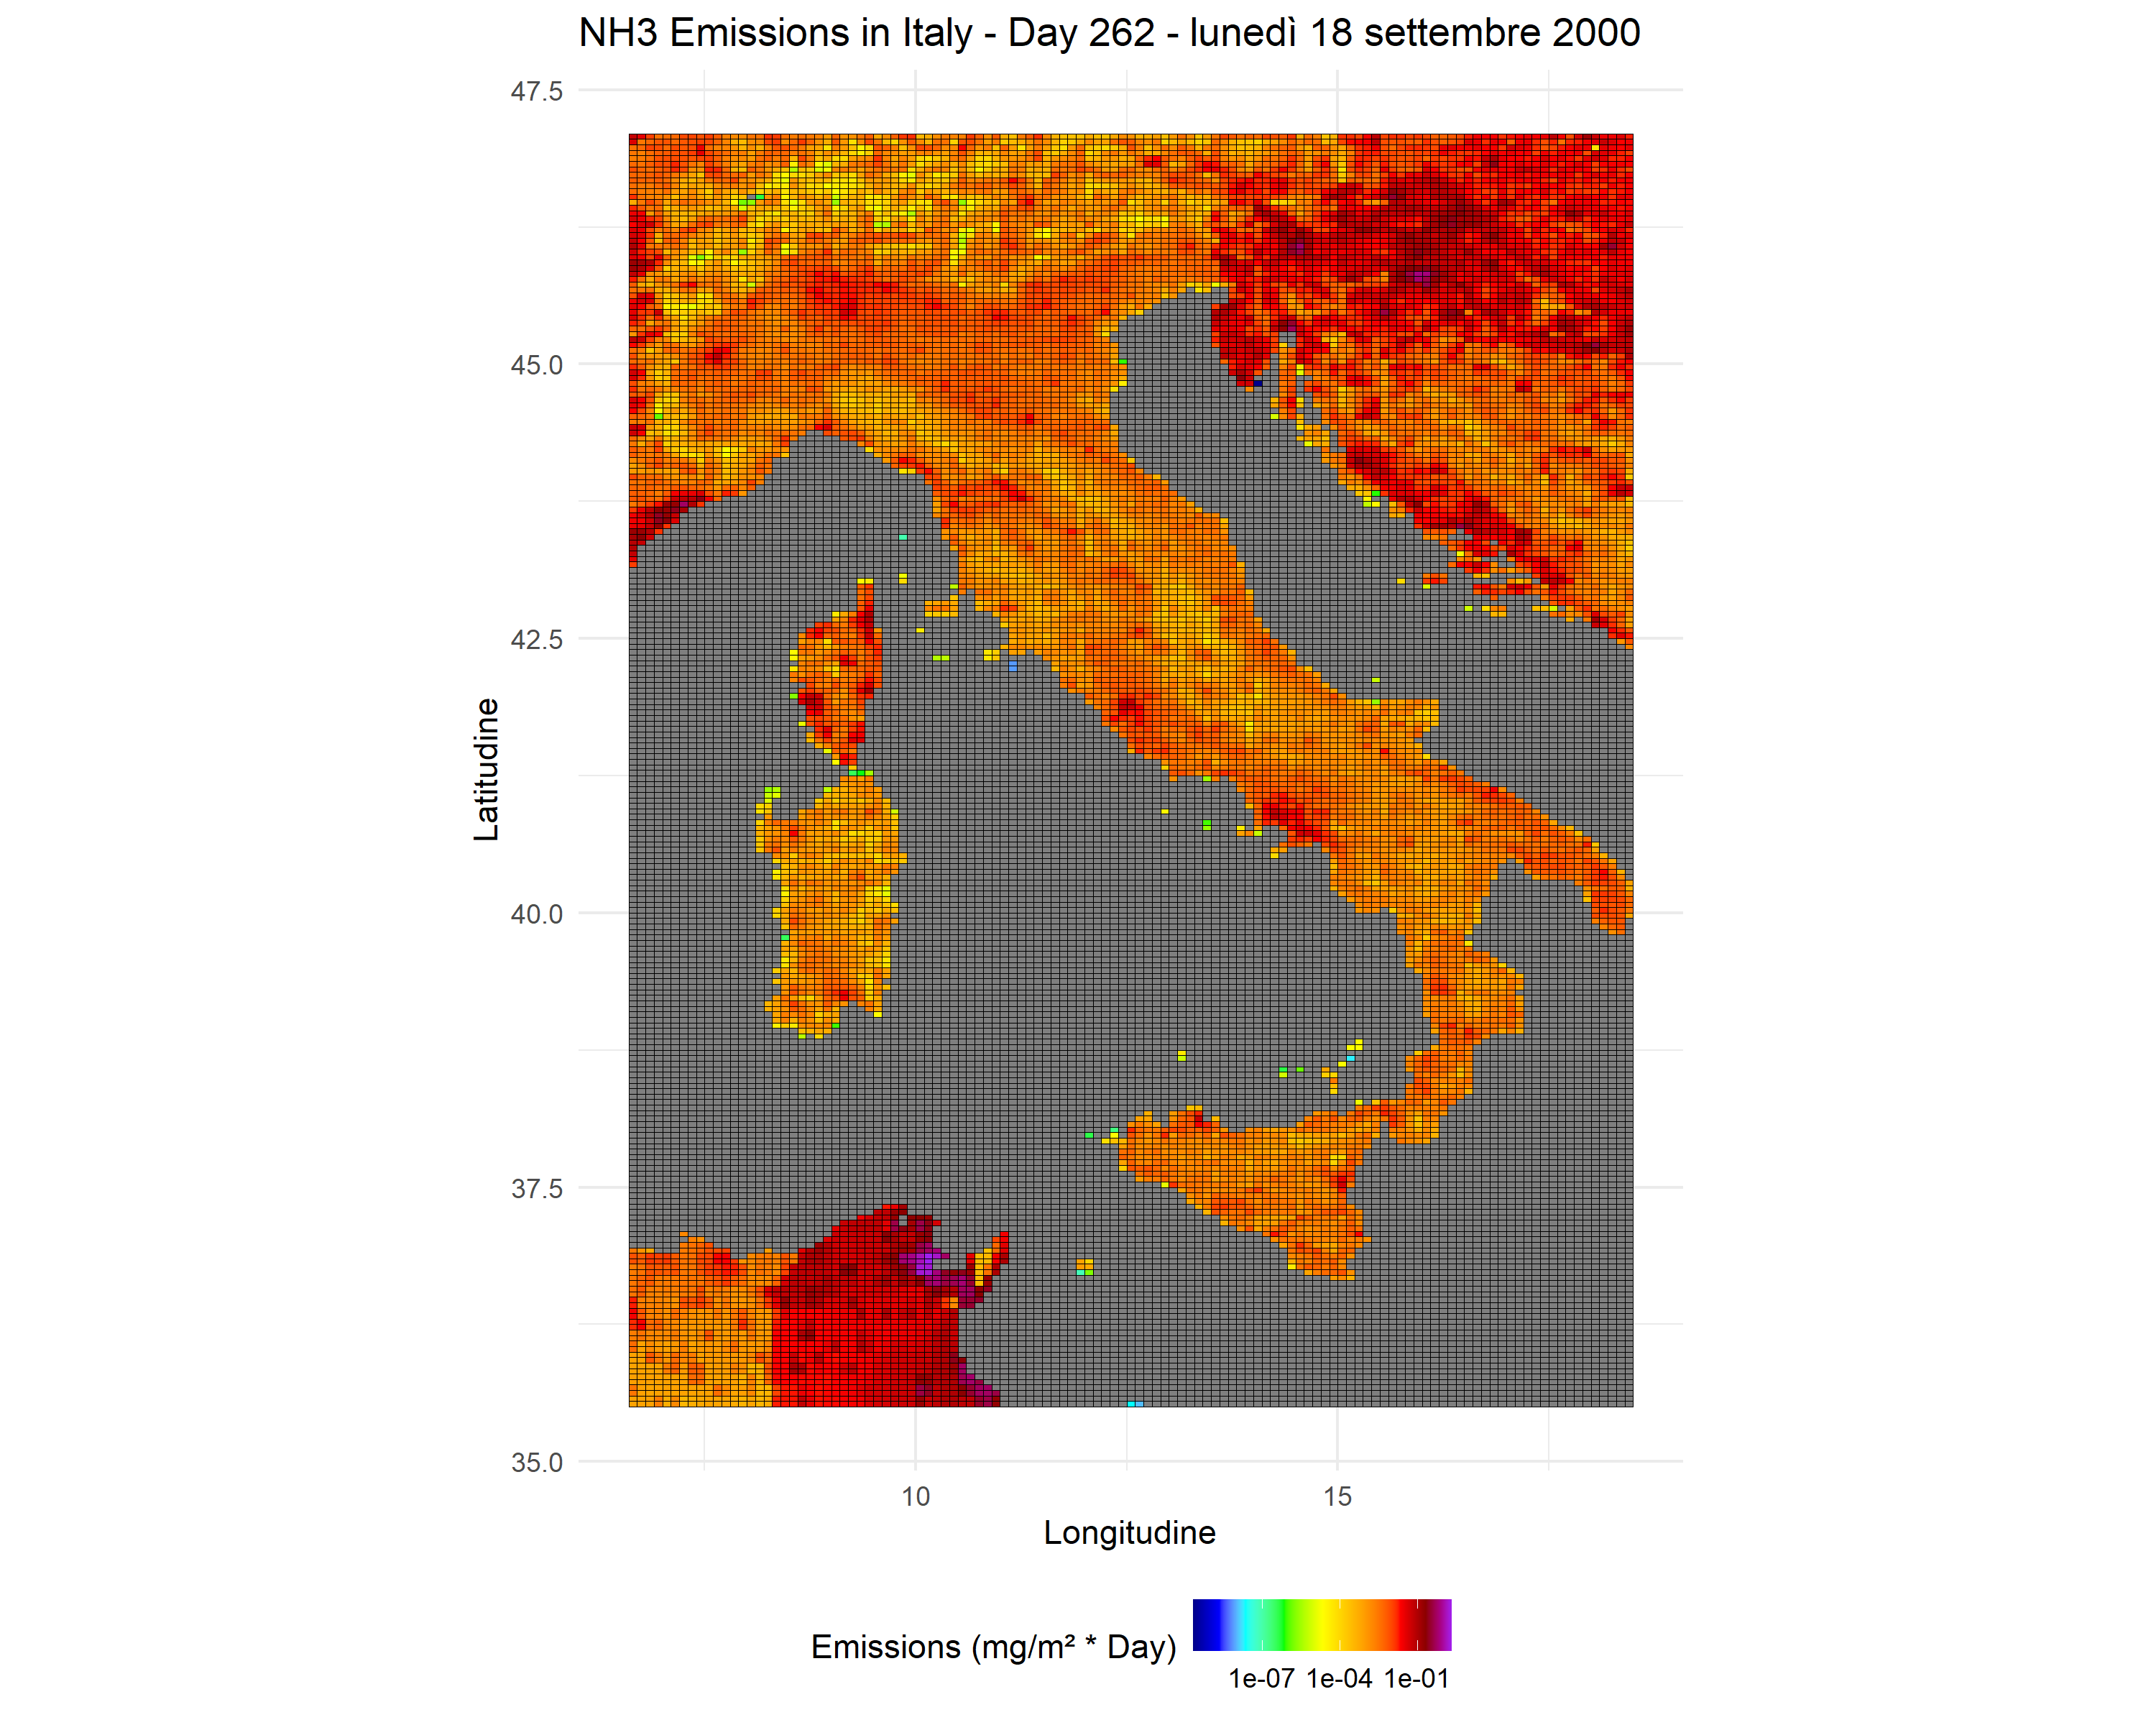 NH3 Emissions in Italy - Day 262 - lunedì 18 settembre 2000
47.5
45.0
42.5
40.0
37.5
35.0
Latitudine
10 15
Longitudine
Emissions (mg/m² * Day)
1e-07 1e-04 1e-01